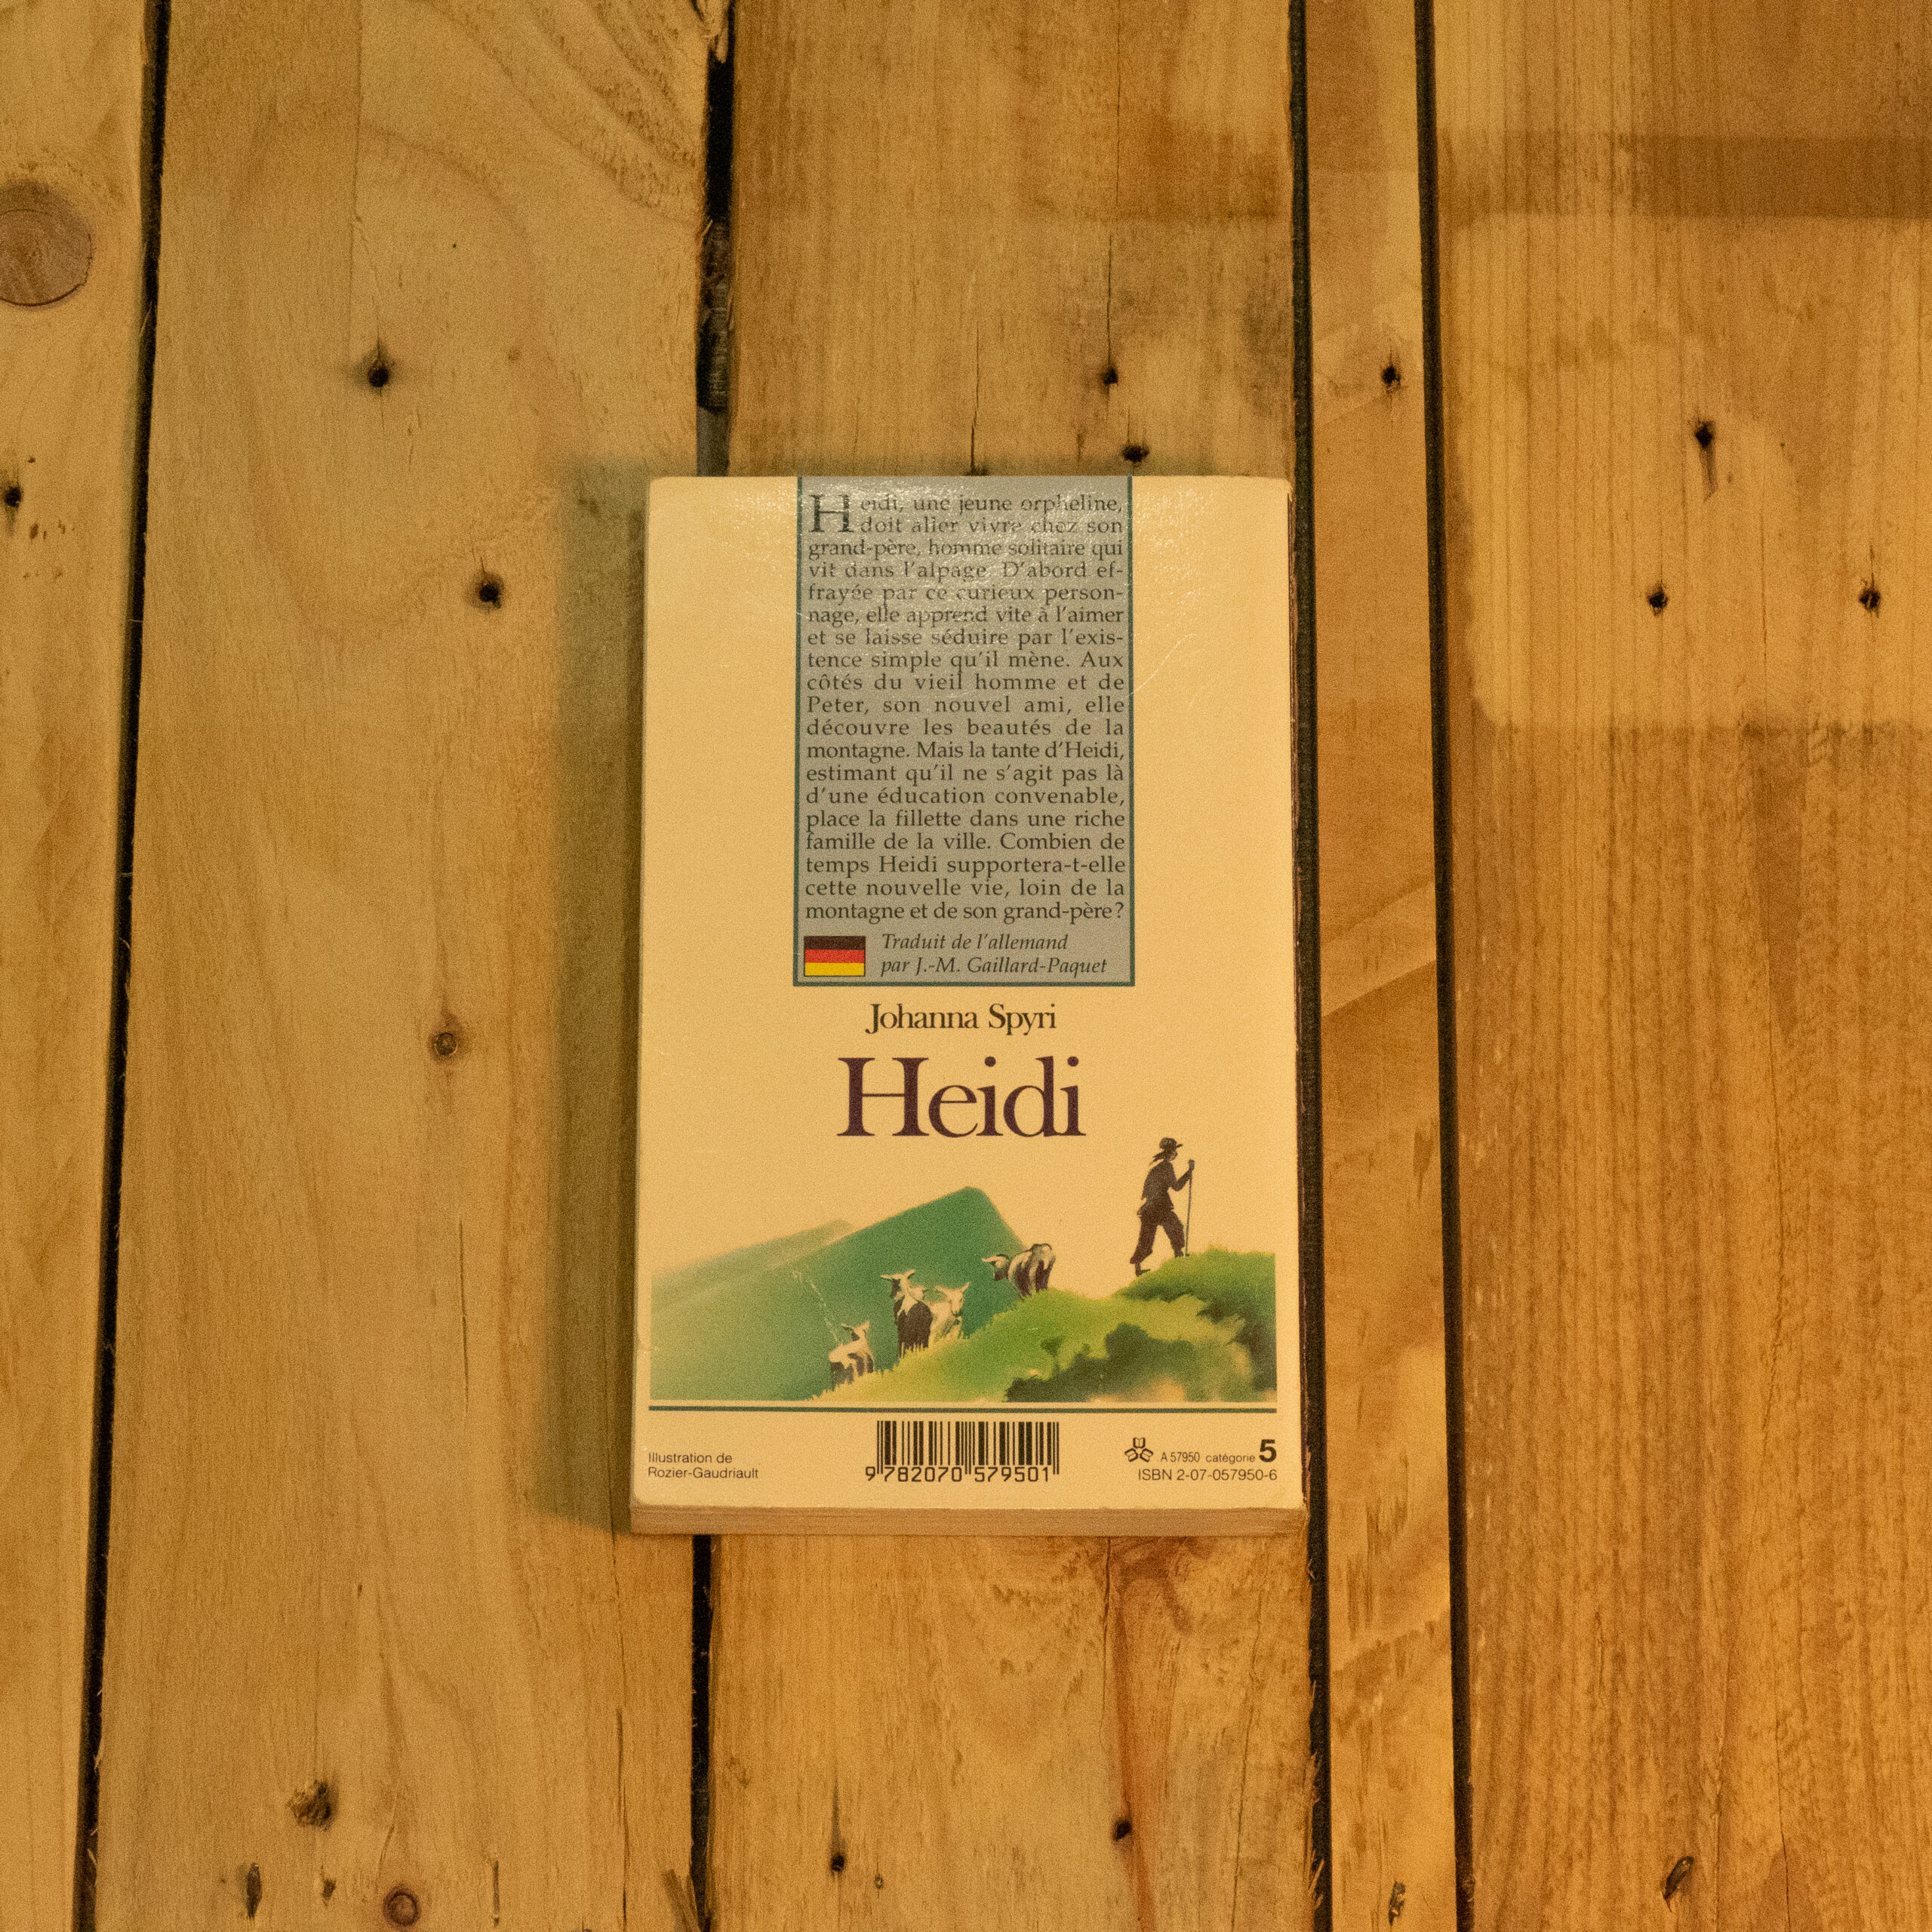 Heidi, une jeune orpheline,
doit aller vivre chez son
grand-père, homme solitaire qui
vit dans l'alpage. D'abord ef-
frayée par ce curieux person-
nage, elle apprend vite à l'aimer
et se laisse séduire par l'exis-
tence simple qu'il mène. Aux
côtés du vieil homme et de
Peter, son nouvel ami, elle
découvre les beautés de la
montagne. Mais la tante d'Heidi,
estimant qu'il ne s'agit pas là
d'une éducation convenable,
place la fillette dans une riche
famille de la ville. Combien de
temps Heidi supportera-t-elle
cette nouvelle vie, loin de la
montagne et de son grand-père ?
Traduit de l'allemand
par J.-M. Gaillard-Paquet
Johanna Spyri
Heidi
Illustration de
Rozier-Gaudriault
9 782070 579501
A 57950 catégorie 5
ISBN 2-07-057950-6